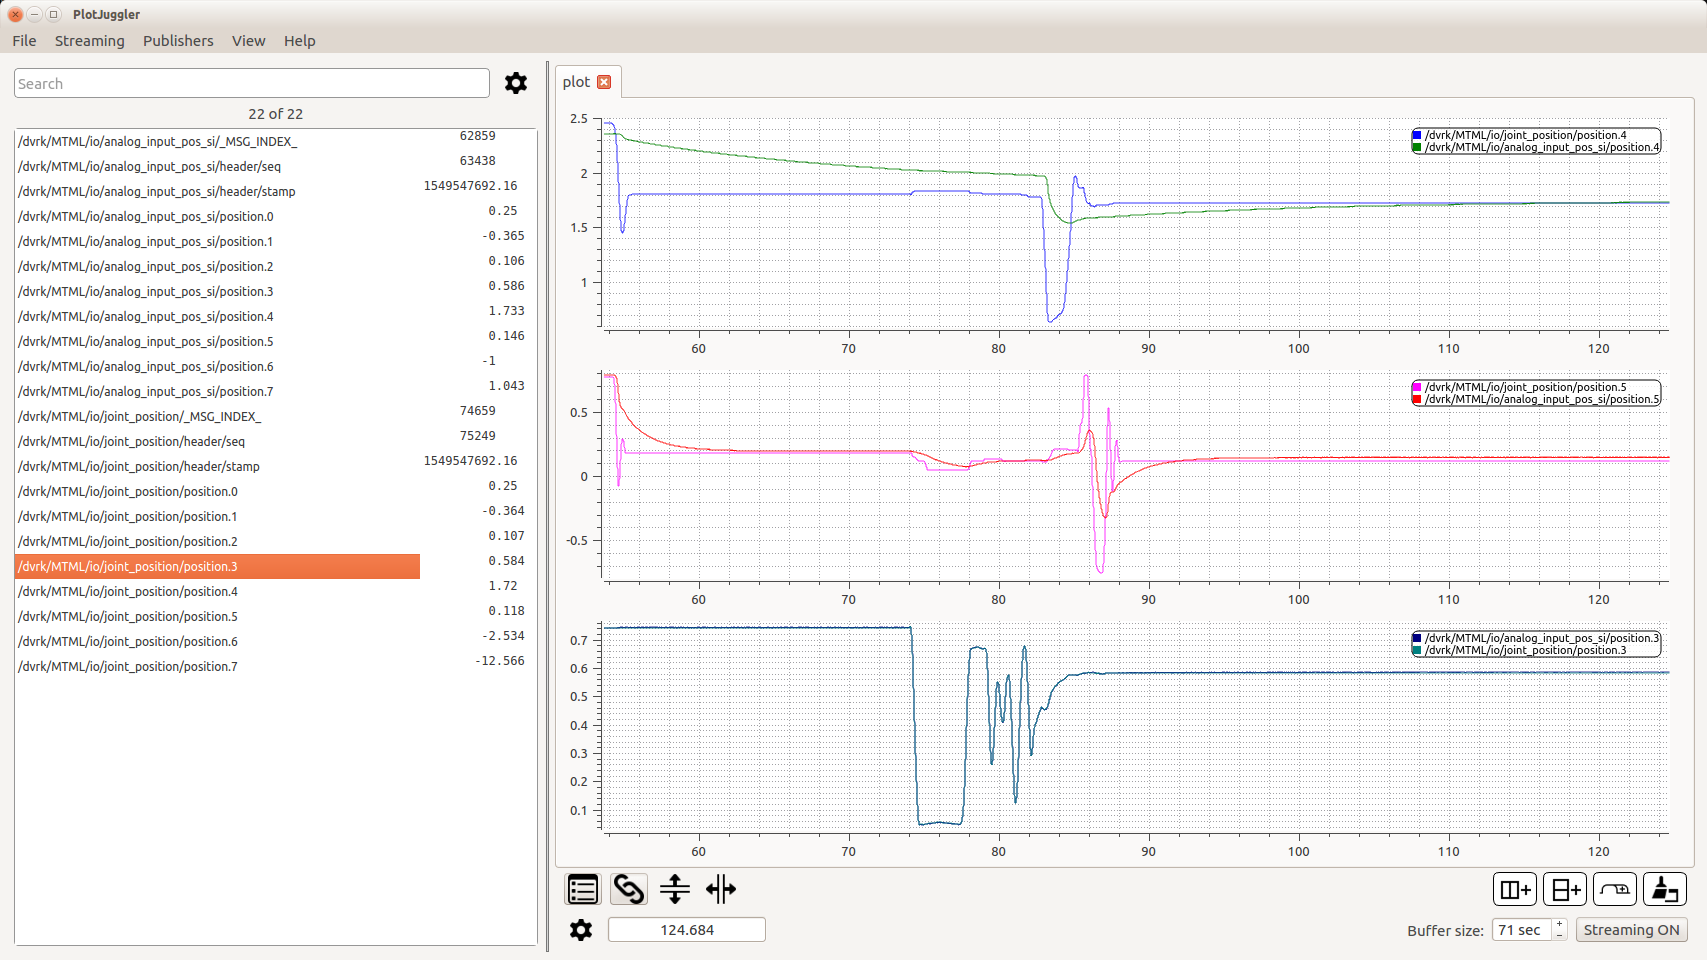 PlotJuggler
File Streaming Publishers View Help
Search
22 of 22
/dvrk/MTML/io/analog_input_pos_si/_MSG_INDEX_ 62859
/dvrk/MTML/io/analog_input_pos_si/header/seq 63438
/dvrk/MTML/io/analog_input_pos_si/header/stamp 1549547692.16
/dvrk/MTML/io/analog_input_pos_si/position.0 0.25
/dvrk/MTML/io/analog_input_pos_si/position.1 -0.365
/dvrk/MTML/io/analog_input_pos_si/position.2 0.106
/dvrk/MTML/io/analog_input_pos_si/position.3 0.586
/dvrk/MTML/io/analog_input_pos_si/position.4 1.733
/dvrk/MTML/io/analog_input_pos_si/position.5 0.146
/dvrk/MTML/io/analog_input_pos_si/position.6 -1
/dvrk/MTML/io/analog_input_pos_si/position.7 1.043
/dvrk/MTML/io/joint_position/_MSG_INDEX_ 74659
/dvrk/MTML/io/joint_position/header/seq 75249
/dvrk/MTML/io/joint_position/header/stamp 1549547692.16
/dvrk/MTML/io/joint_position/position.0 0.25
/dvrk/MTML/io/joint_position/position.1 -0.364
/dvrk/MTML/io/joint_position/position.2 0.107
/dvrk/MTML/io/joint_position/position.3 0.584
/dvrk/MTML/io/joint_position/position.4 1.72
/dvrk/MTML/io/joint_position/position.5 0.118
/dvrk/MTML/io/joint_position/position.6 -2.534
/dvrk/MTML/io/joint_position/position.7 -12.566
plot
2.5
2
1.5
1
/dvrk/MTML/io/joint_position/position.4
/dvrk/MTML/io/analog_input_pos_si/position.4
60 70 80 90 100 110 120
0.5
0
-0.5
/dvrk/MTML/io/joint_position/position.5
/dvrk/MTML/io/analog_input_pos_si/position.5
60 70 80 90 100 110 120
0.7
0.6
0.5
0.4
0.3
0.2
0.1
/dvrk/MTML/io/analog_input_pos_si/position.3
/dvrk/MTML/io/joint_position/position.3
60 70 80 90 100 110 120
124.684
Buffer size: 71 sec Streaming ON